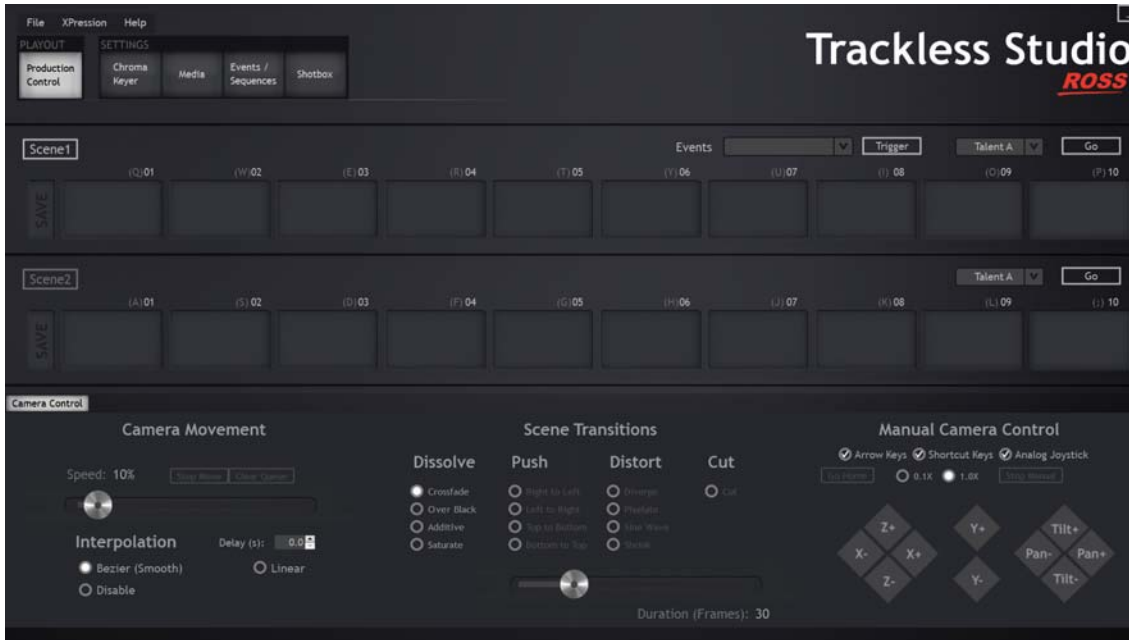 File XPression Help
Trackless Studio
ROSS
PLAYOUT SETTINGS
Production Control
Chroma Keyer
Media
Events / Sequences
Shotbox
Scene1 Events Trigger Talent A Go
(Q)01 (W)02 (E)03 (R)04 (T)05 (Y)06 (U)07 (I)08 (O)09 (P)10
SAVE
Scene2 Talent A Go
(A)01 (S)02 (D)03 (F)04 (G)05 (H)06 (J)07 (K)08 (L)09 (;)10
SAVE
Camera Control
Camera Movement
Speed: 10% Stop Move Clear Queue
Interpolation Delay (s): 0.0
Bezier (Smooth) Linear
Disable
Scene Transitions
Dissolve Push Distort Cut
Crossfade Right to Left Diverge Cut
Over Black Left to Right Pixelate
Additive Top to Bottom Sine Wave
Saturate Bottom to Top Shrink
Duration (Frames): 30
Manual Camera Control
Arrow Keys Shortcut Keys Analog Joystick
Go Home 0.1X 1.0X
Z+ Y+ Tilt+
X- X+ Pan- Pan+
Z- Y- Tilt-